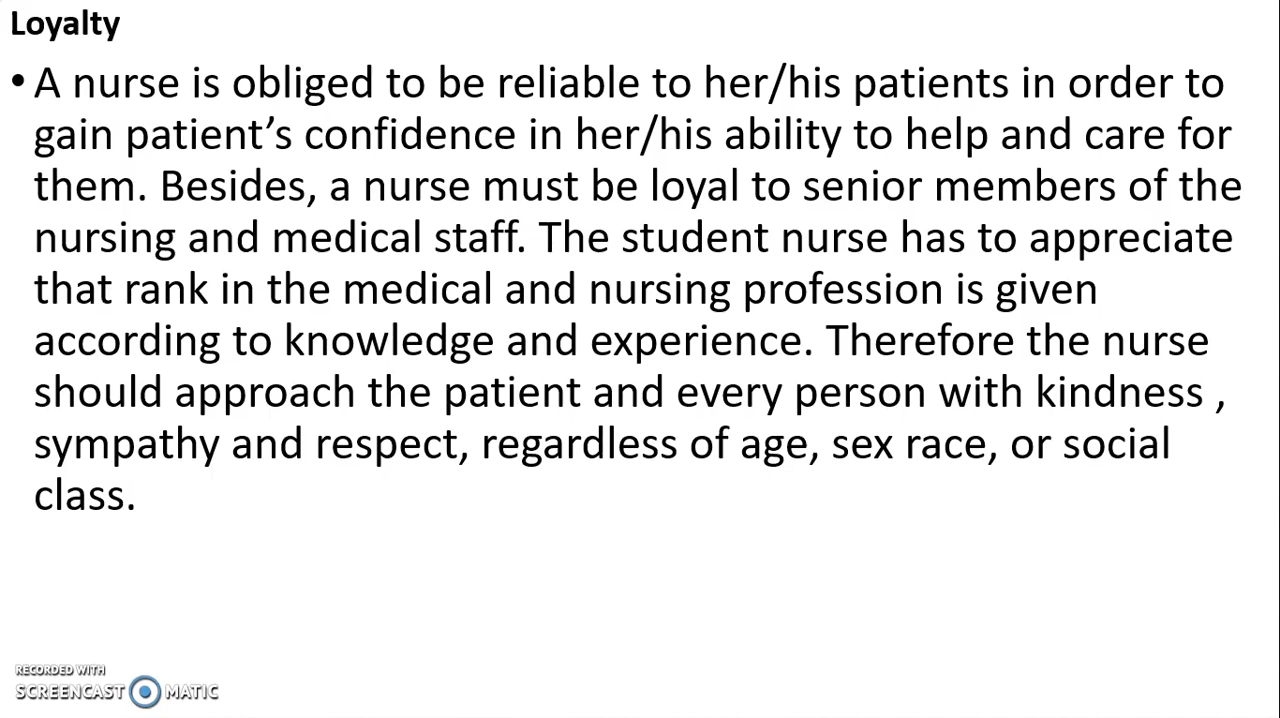 Loyalty
• A nurse is obliged to be reliable to her/his patients in order to
gain patient’s confidence in her/his ability to help and care for
them. Besides, a nurse must be loyal to senior members of the
nursing and medical staff. The student nurse has to appreciate
that rank in the medical and nursing profession is given
according to knowledge and experience. Therefore the nurse
should approach the patient and every person with kindness ,
sympathy and respect, regardless of age, sex race, or social
class.
RECORDED WITH
SCREENCAST MATIC